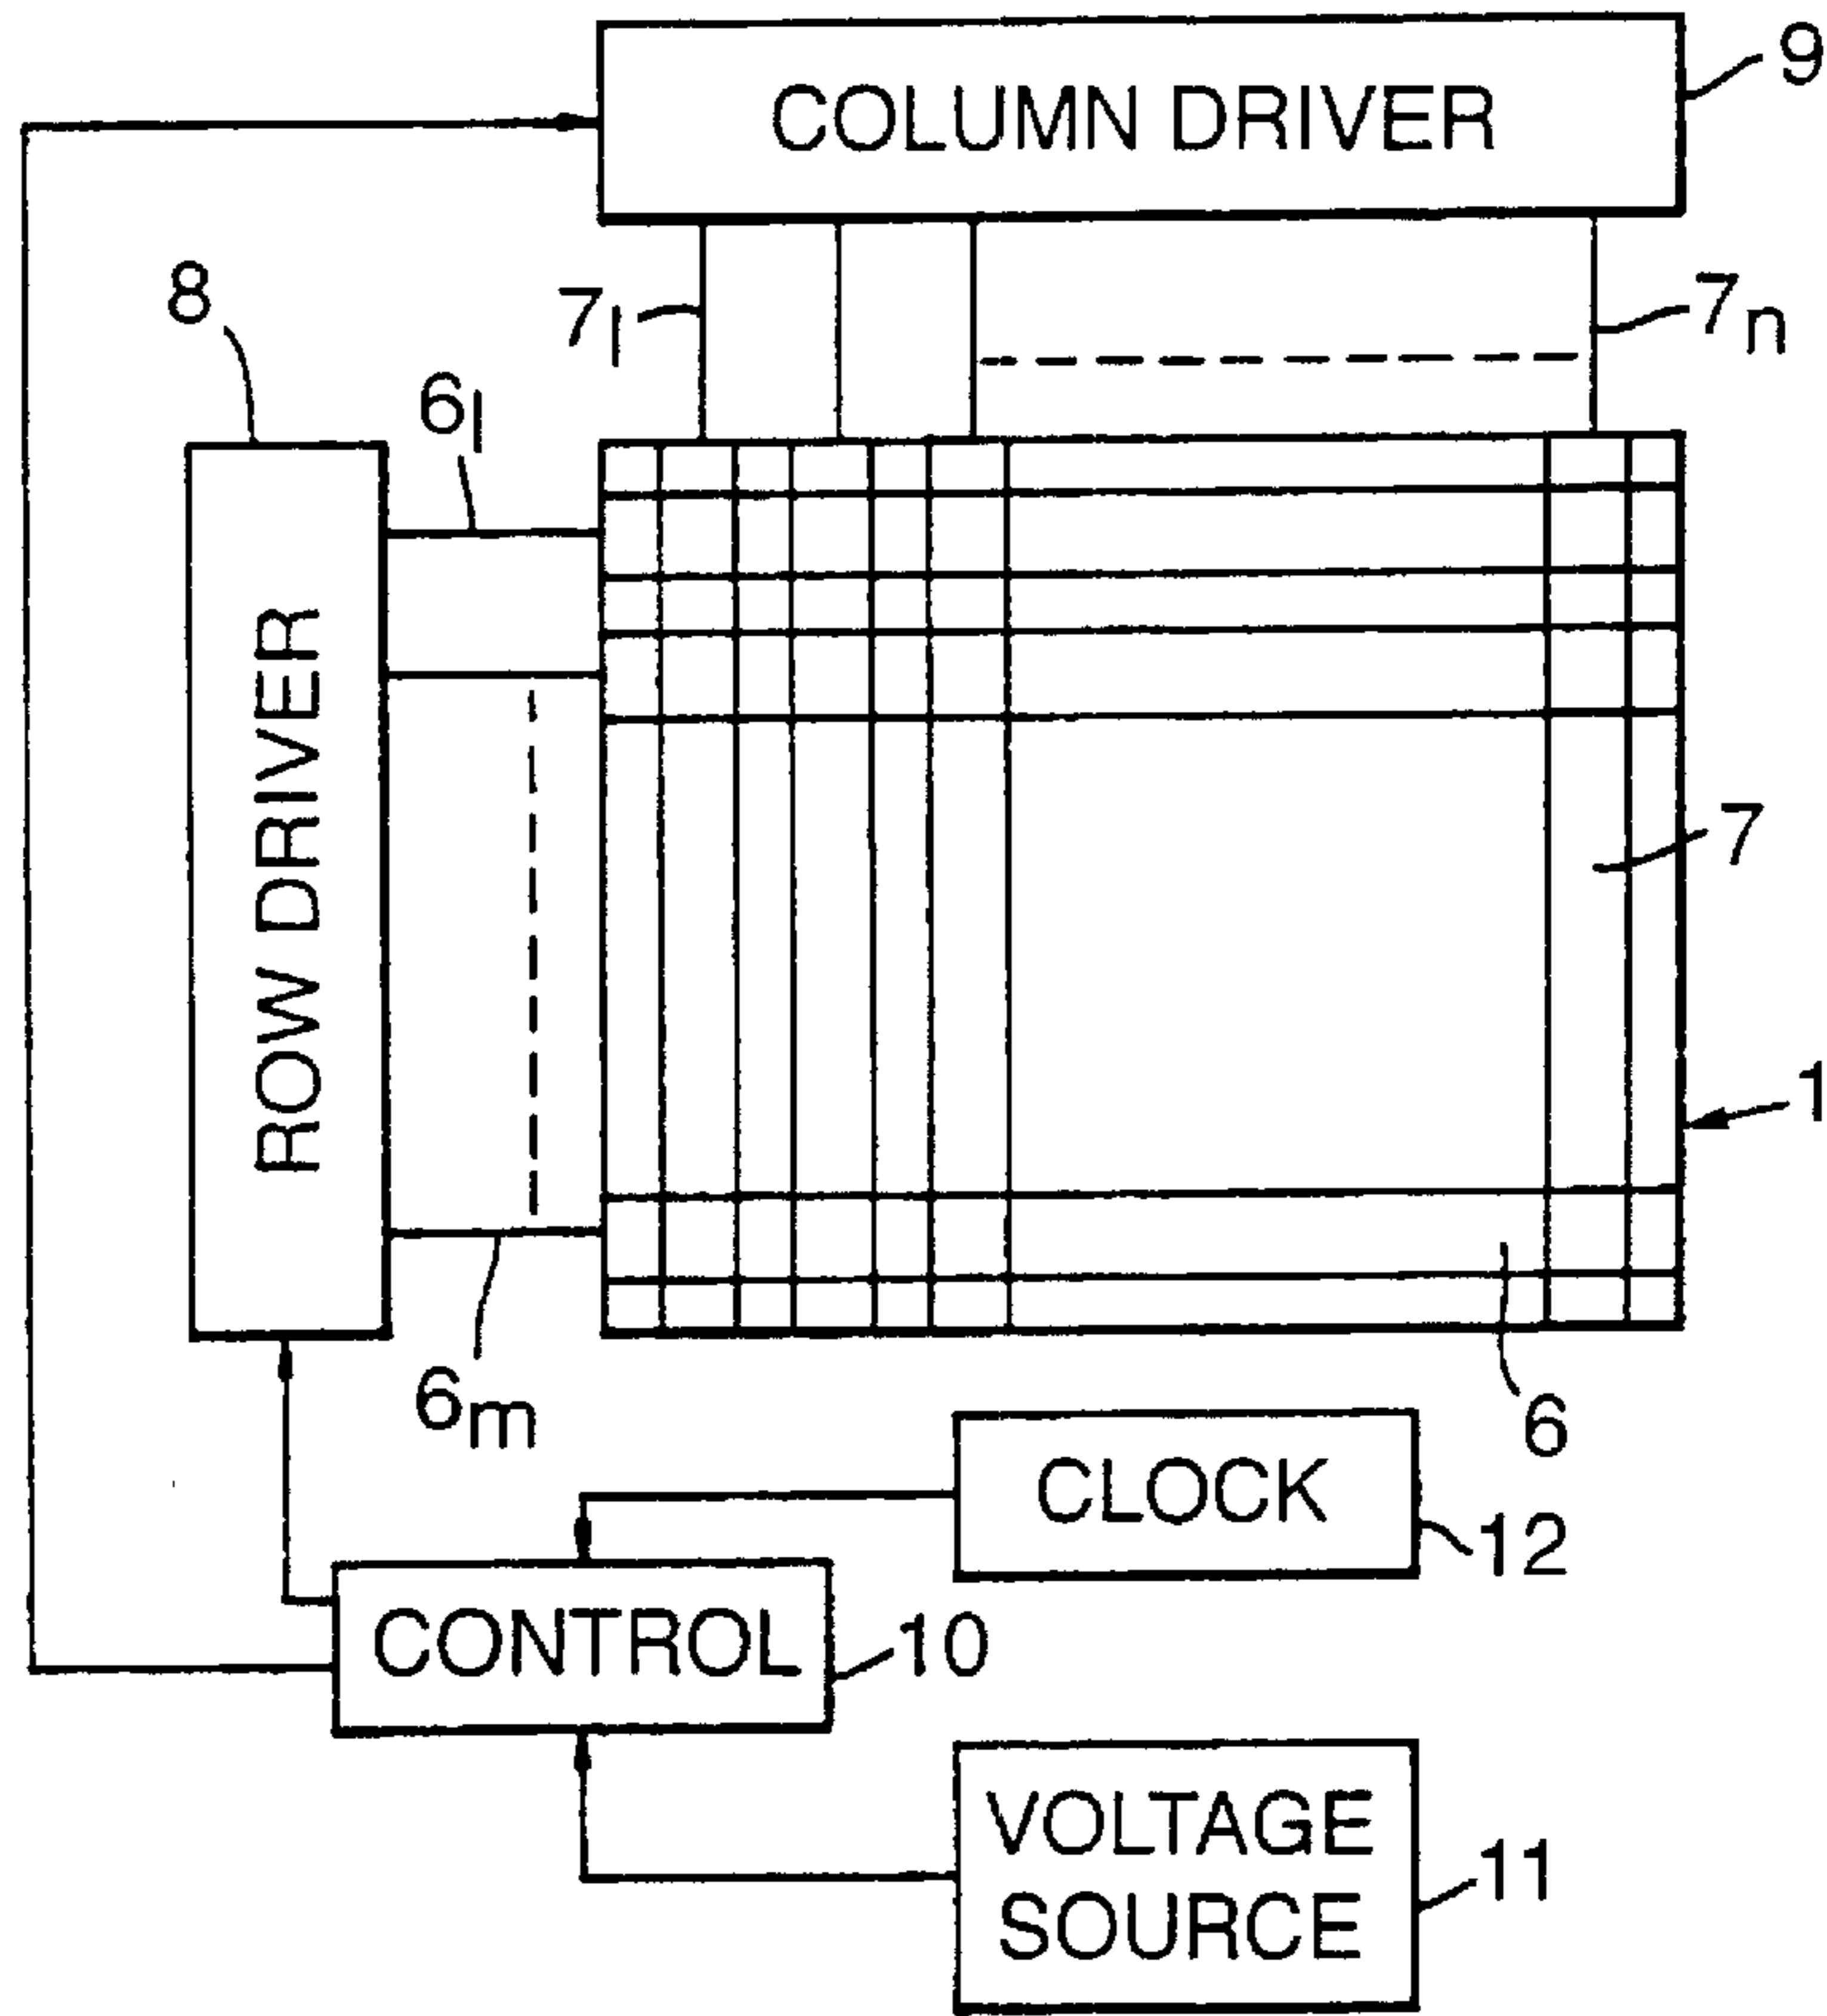 COLUMN DRIVER
9
8
7l
7n
6l
ROW DRIVER
7
1
6m
6
CLOCK
12
CONTROL
10
VOLTAGE
SOURCE
11